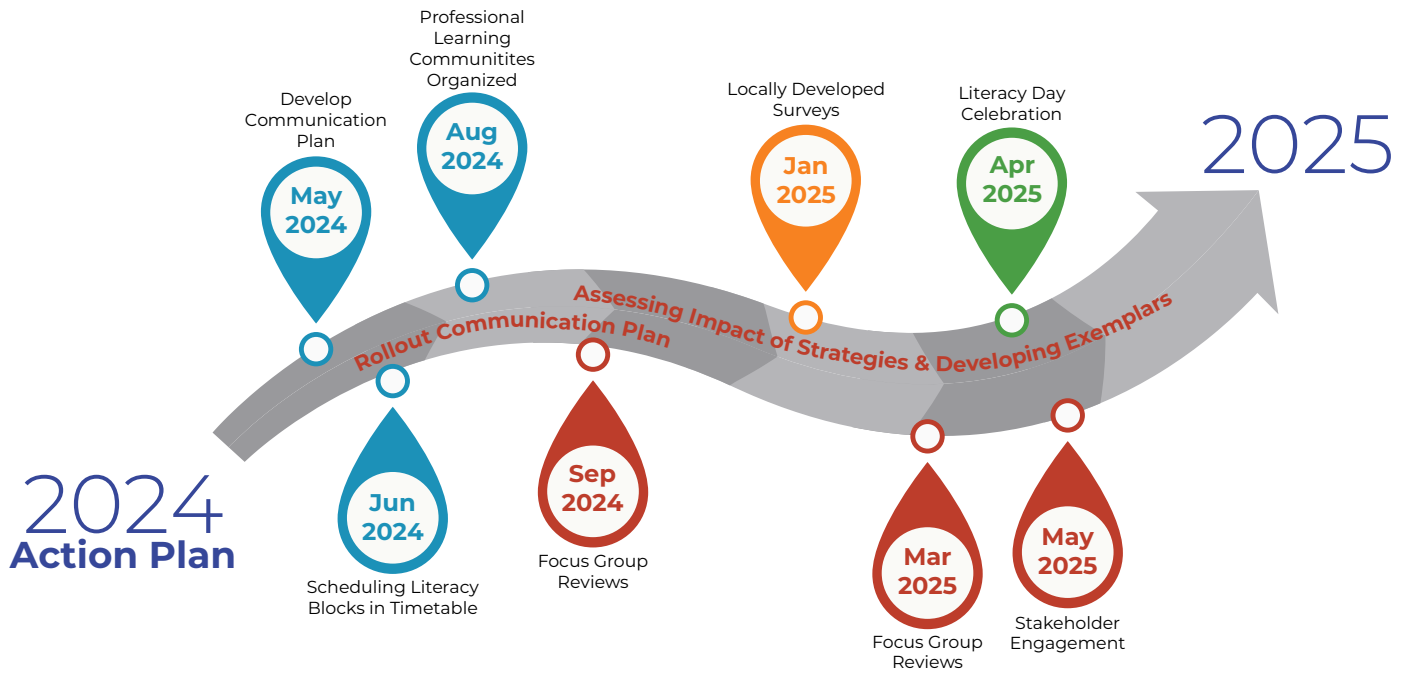 2024
Action Plan
Develop
Communication
Plan
May
2024
Jun
2024
Scheduling Literacy
Blocks in Timetable
Professional
Learning
Communitites
Organized
Aug
2024
Rollout Communication Plan
Sep
2024
Focus Group
Reviews
Assessing Impact of Strategies & Developing Exemplars
Locally Developed
Surveys
Jan
2025
Mar
2025
Focus Group
Reviews
Literacy Day
Celebration
Apr
2025
May
2025
Stakeholder
Engagement
2025